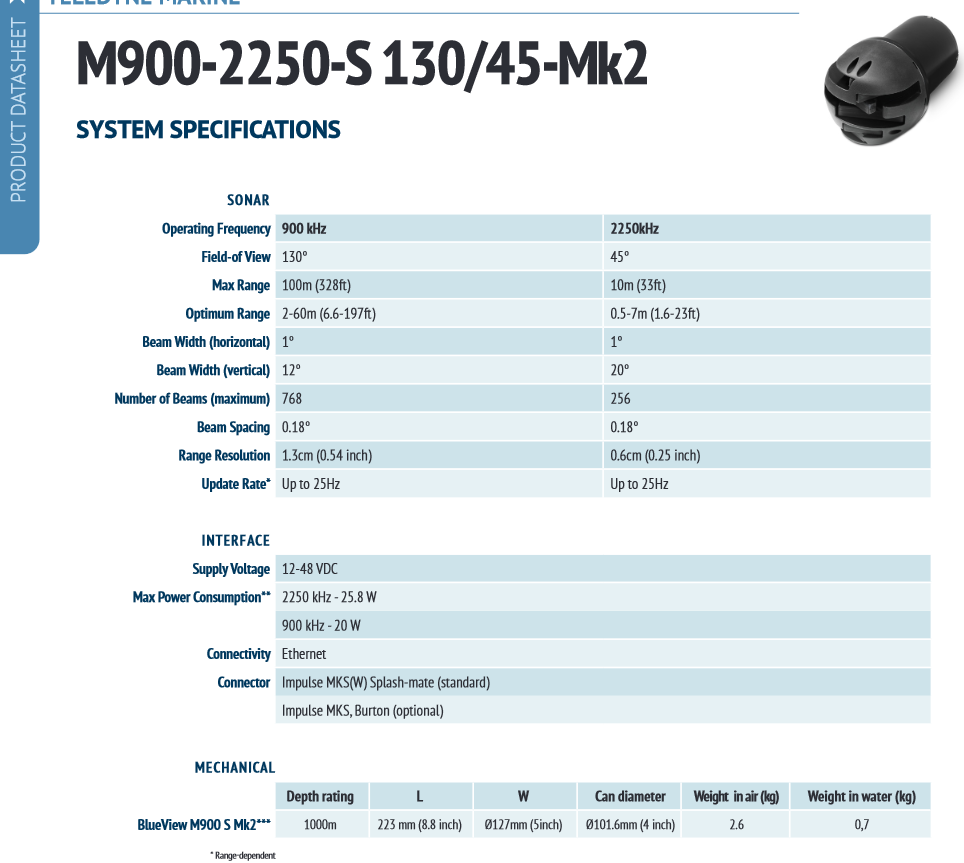 TELEDYNE MARINE
PRODUCT DATASHEET
M900-2250-S 130/45-Mk2
SYSTEM SPECIFICATIONS
SONAR
Operating Frequency 900 kHz 2250kHz
Field-of View 130° 45°
Max Range 100m (328ft) 10m (33ft)
Optimum Range 2-60m (6.6-197ft) 0.5-7m (1.6-23ft)
Beam Width (horizontal) 1° 1°
Beam Width (vertical) 12° 20°
Number of Beams (maximum) 768 256
Beam Spacing 0.18° 0.18°
Range Resolution 1.3cm (0.54 inch) 0.6cm (0.25 inch)
Update Rate* Up to 25Hz Up to 25Hz
INTERFACE
Supply Voltage 12-48 VDC
Max Power Consumption** 2250 kHz - 25.8 W
900 kHz - 20 W
Connectivity Ethernet
Connector Impulse MKS(W) Splash-mate (standard)
Impulse MKS, Burton (optional)
MECHANICAL
Depth rating L W Can diameter Weight in air (kg) Weight in water (kg)
BlueView M900 S Mk2*** 1000m 223 mm (8.8 inch) Ø127mm (5inch) Ø101.6mm (4 inch) 2.6 0,7
* Range-dependent